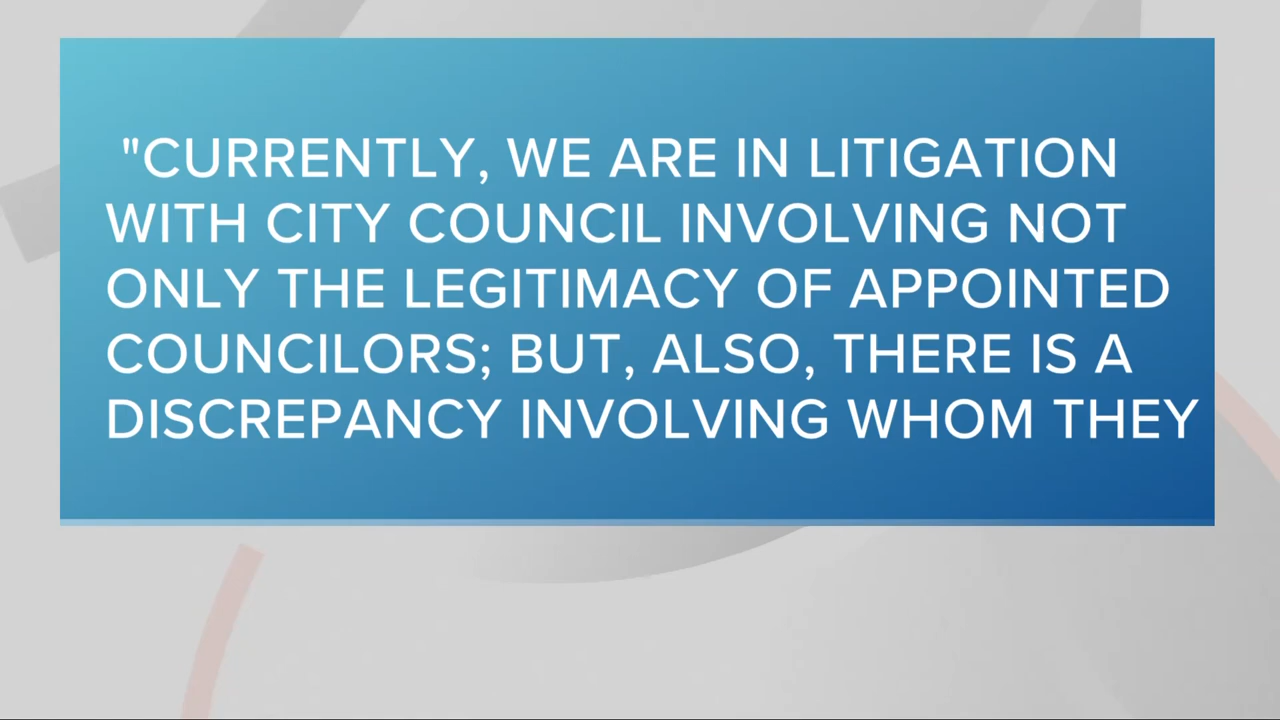 "CURRENTLY, WE ARE IN LITIGATION
WITH CITY COUNCIL INVOLVING NOT
ONLY THE LEGITIMACY OF APPOINTED
COUNCILORS; BUT, ALSO, THERE IS A
DISCREPANCY INVOLVING WHOM THEY